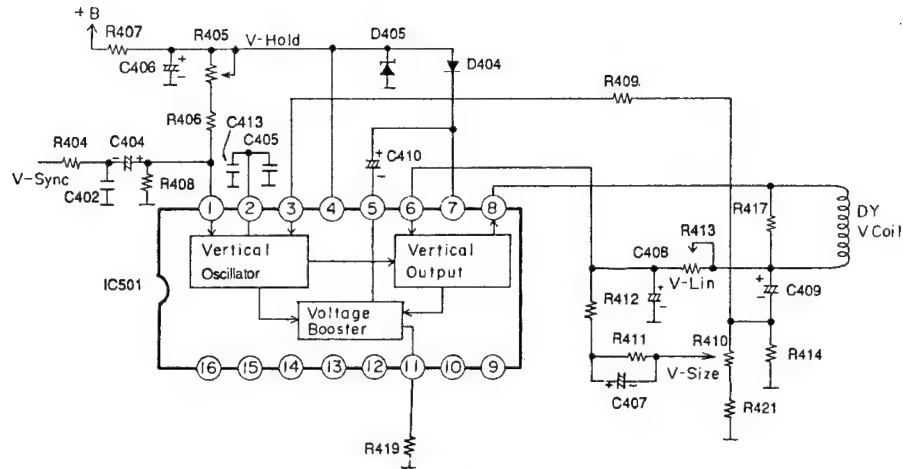 +B
R407
R405
V-Hold
D405
D404
C406
R409
R406
C413
C405
C410
R404
C404
V-Sync
C402
R408
1
2
3
4
5
6
7
8
R417
DY
V Coil
R413
Vertical
Oscillator
Vertical
Output
C408
IC501
V-Lin
C409
R412
Voltage
Booster
R411
R410
R414
V-Size
C407
16
15
14
13
12
11
10
9
R421
R419